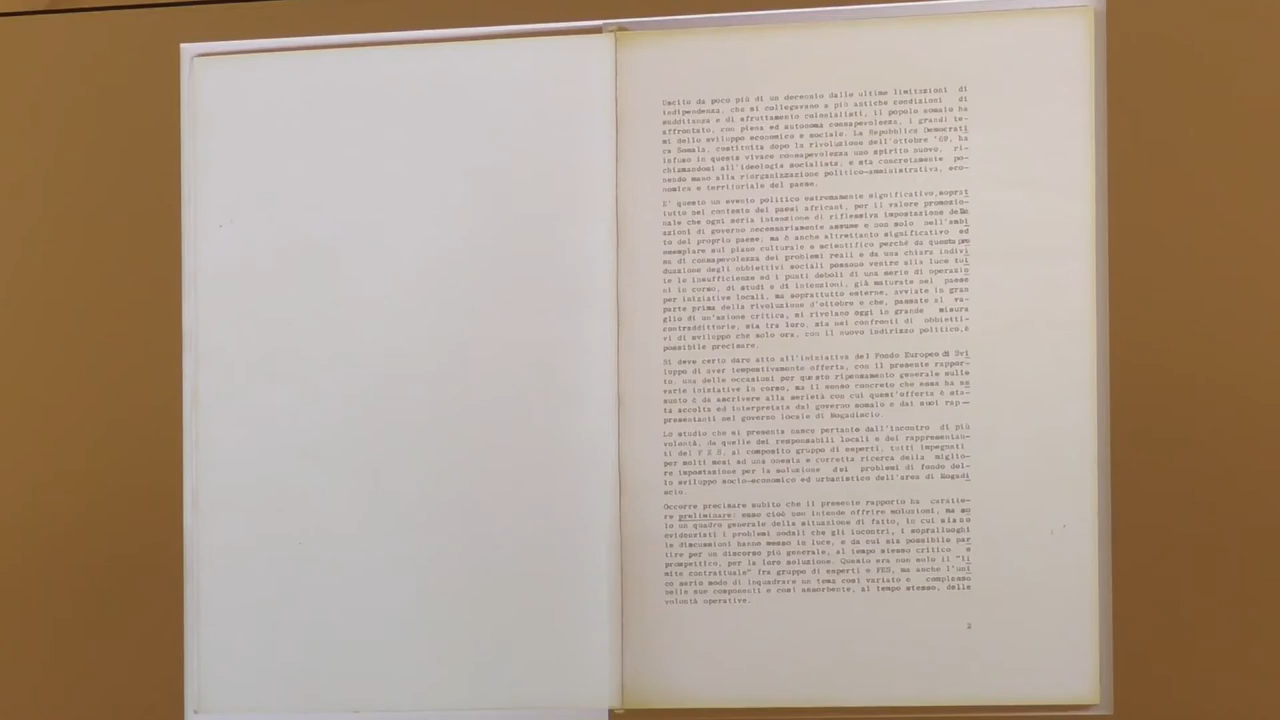 Uscito da poco più di un decennio dalle ultime limitazioni di
indipendenza, che si collegavano a più antiche condizioni di
sudditanza e di sfruttamento colonialisti, il popolo somalo ha
affrontato, con piena ed autonoma consapevolezza, i grandi te-
mi dello sviluppo economico e sociale. La Repubblica Democrati
ca Somala, costituita dopo la rivoluzione dell'ottobre '69, ha
infuso in questa vivace consapevolezza uno spirito nuovo, ri-
chiamandosi all'ideologia socialista, e sta concretamente po-
nendo mano alla riorganizzazione politico-amministrativa, eco-
nomica e territoriale del paese.
E' questo un evento politico estremamente significativo, soprat
tutto nel contesto dei paesi africani, per il valore promozio-
nale che ogni seria intenzione di riflessiva impostazione delle
azioni di governo necessariamente assume e non solo nell'ambi
to del proprio paese; ma è anche altrettanto significativo ed
esemplare sul piano culturale e scientifico perché da questa pre
sa di consapevolezza dei problemi reali e da una chiara indivi
duazione degli obbiettivi sociali possono venire alla luce tut
te le insufficienze ed i punti deboli di una serie di operazio
ni in corso, di studi e di intenzioni, già maturate nel paese
per iniziative locali, ma soprattutto esterne, avviate in gran
parte prima della rivoluzione d'ottobre e che, passate al va-
glio di un'azione critica, si rivelano oggi in grande misura
contraddittorie, sia tra loro, sia nei confronti di obbietti-
vi di sviluppo che solo ora, con il nuovo indirizzo politico, è
possibile precisare.
Si deve certo dare atto all'iniziativa del Fondo Europeo di Svi
luppo di aver tempestivamente offerta, con il presente rappor-
to, una delle occasioni per questo ripensamento generale sulle
varie iniziative in corso, ma il senso concreto che essa ha as
sunto è da ascrivere alla serietà con cui quest'offerta è sta-
ta accolta ed interpretata dal governo somalo e dai suoi rap-
presentanti nel governo locale di Mogadiscio.
Lo studio che si presenta nasce pertanto dall'incontro di più
volontà, da quelle dei responsabili locali e dei rappresentan-
ti del F E S, al composito gruppo di esperti, tutti impegnati
per molti mesi ad una onesta e corretta ricerca della miglio-
re impostazione per la soluzione dei problemi di fondo del-
lo sviluppo socio-economico ed urbanistico dell'area di Mogadi
scio.
Occorre precisare subito che il presente rapporto ha caratte-
re preliminare: esso cioè non intende offrire soluzioni, ma so
lo un quadro generale della situazione di fatto, in cui siano
evidenziati i problemi nodali che gli incontri, i sopralluoghi
le discussioni hanno messo in luce, e da cui sia possibile par
tire per un discorso più generale, al tempo stesso critico e
prospettico, per la loro soluzione. Questo era non solo il "li
mite contrattuale" fra gruppo di esperti e FES, ma anche l'uni
co serio modo di inquadrare un tema così variato e complesso
nelle sue componenti e così assorbente, al tempo stesso, delle
volontà operative.
2